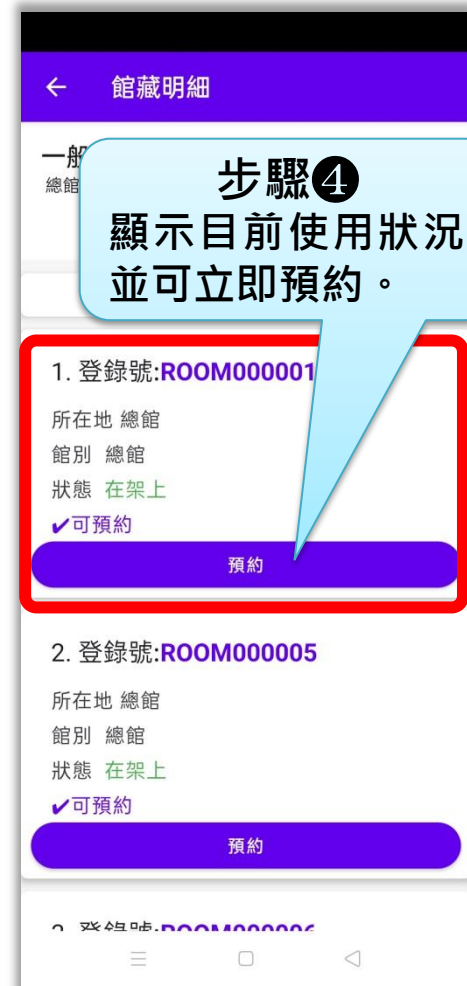 館藏明細
一般
總館
步驟❹
顯示目前使用狀況
並可立即預約。
1. 登錄號:ROOM000001
所在地 總館
館別 總館
狀態 在架上
✔可預約
預約
2. 登錄號:ROOM000005
所在地 總館
館別 總館
狀態 在架上
✔可預約
預約